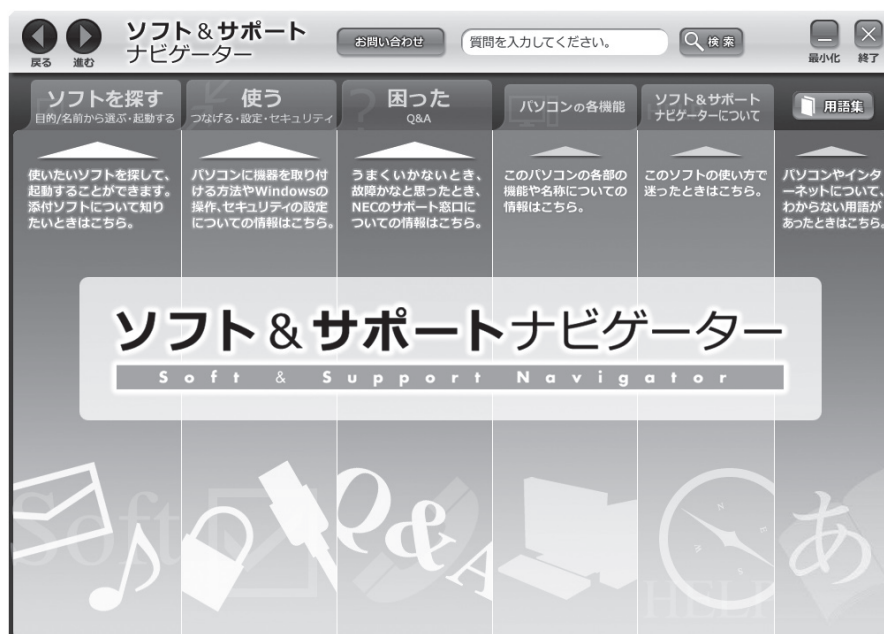 戻る
進む
ソフト&サポート
ナビゲーター
お問い合わせ
質問を入力してください。
検索
最小化
終了
ソフトを探す
目的/名前から選ぶ・起動する
使う
つなげる・設定・セキュリティ
困った
Q&A
パソコンの各機能
ソフト&サポート
ナビゲーターについて
用語集
使いたいソフトを探して、
起動することができます。
添付ソフトについて知り
たいときはこちら。
パソコンに機器を取り付
ける方法やWindowsの
操作、セキュリティの設定
についての情報はこちら。
うまくいかないとき、
故障かなと思ったとき、
NECのサポート窓口に
ついての情報はこちら。
このパソコンの各部の
機能や名称についての
情報はこちら。
このソフトの使い方で
迷ったときはこちら。
パソコンやインタ
ーネットについて、
わからない用語が
あったときはこちら。
ソフト&サポートナビゲーター
Soft & Support Navigator
Soft
Q&A
N
E
S
W
HELP
あ